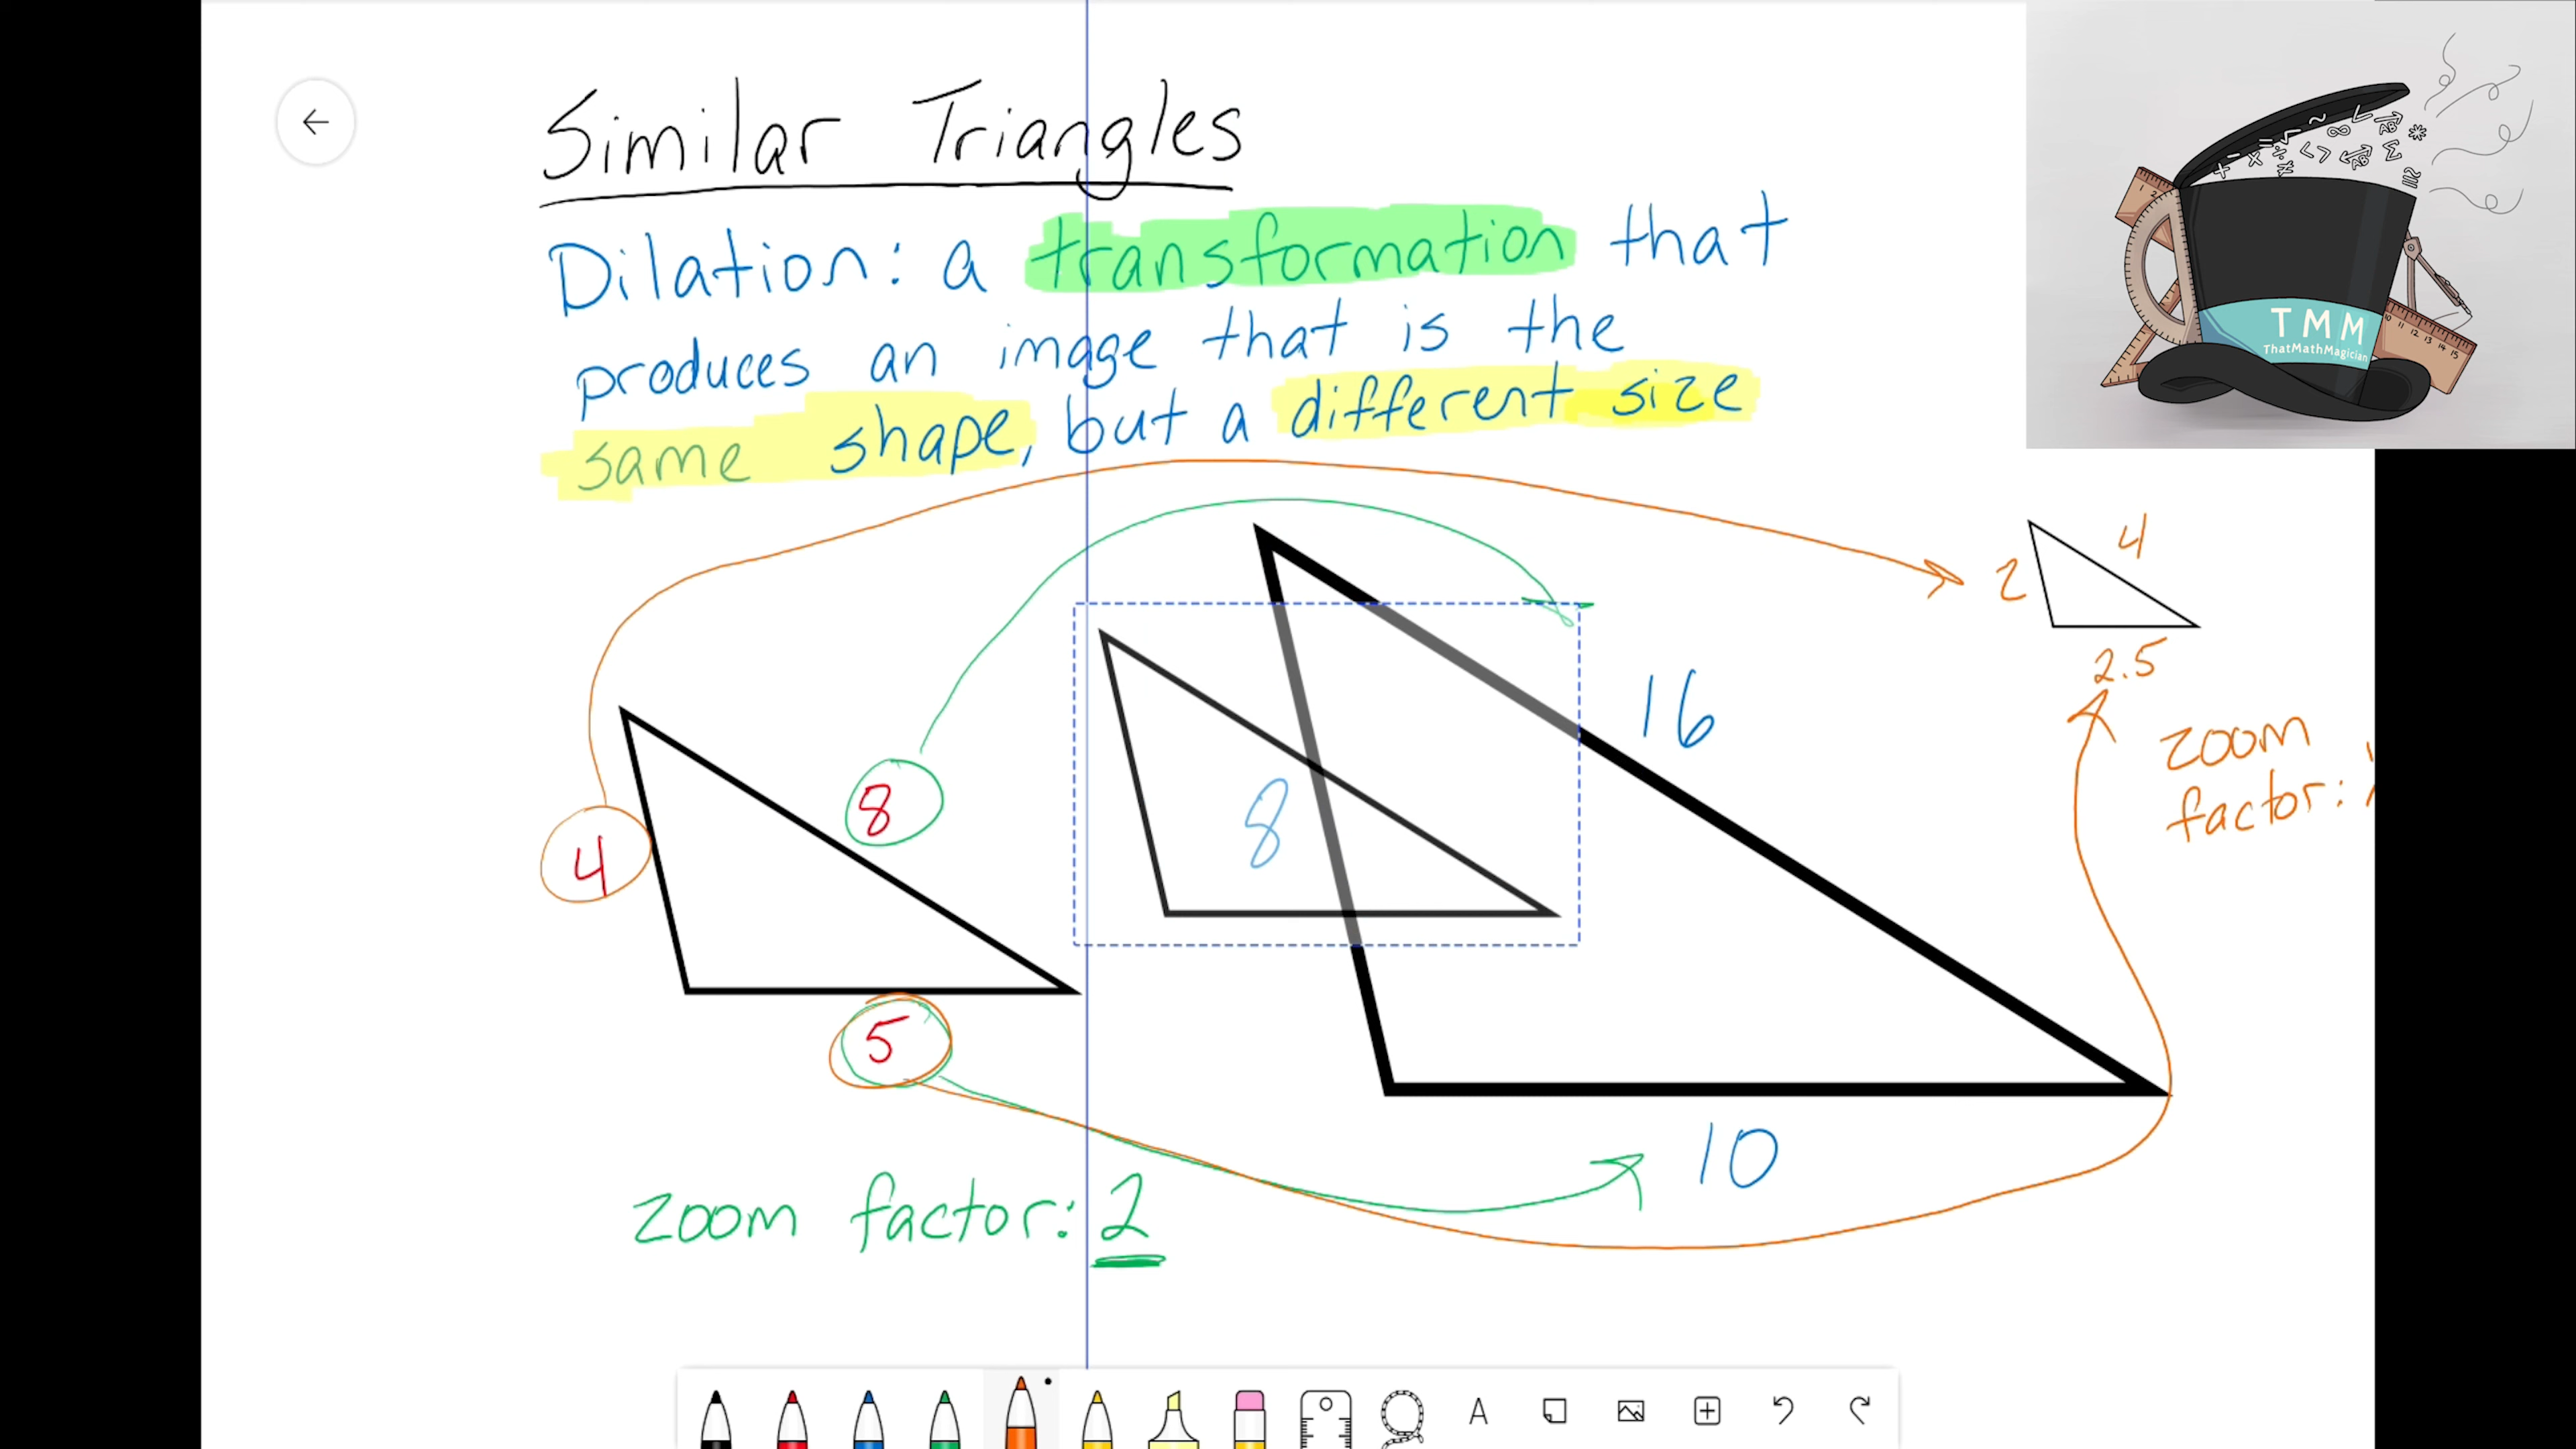 Similar Triangles
Dilation: a transformation that
produces an image that is the
same shape, but a different size
TMM
ThatMathMagician
4
8
5
8
16
10
2
4
2.5
zoom
factor:
zoom factor: 2
A